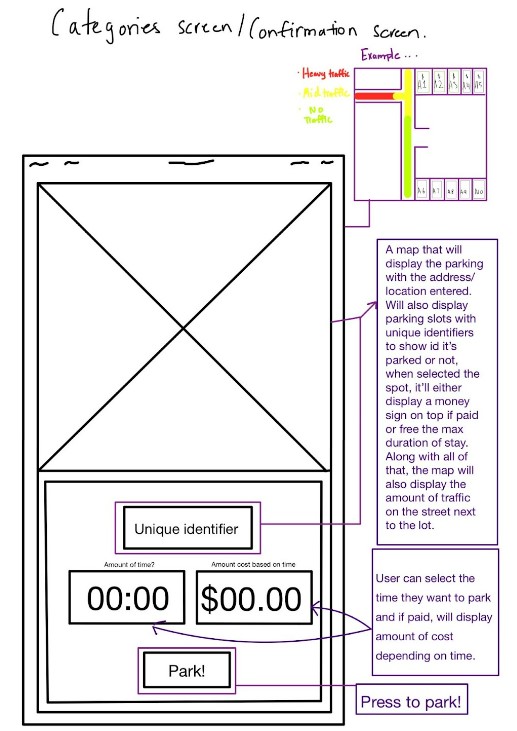 Categories screen/Confirmation screen.
Example...
· Heavy traffic
· Mid traffic
· No
Traffic
A1 A2 A3 A4 A5
A6 A7 A8 A9 A10
A map that will
display the parking
with the address/
location entered.
Will also display
parking slots with
unique identifiers
to show id it's
parked or not,
when selected the
spot, it'll either
display a money
sign on top if paid
or free the max
duration of stay.
Along with all of
that, the map will
also display the
amount of traffic
on the street next
to the lot.
Unique identifier
Amount of time?
Amount cost based on time
00:00
$00.00
User can select the
time they want to park
and if paid, will display
amount of cost
depending on time.
Park!
Press to park!